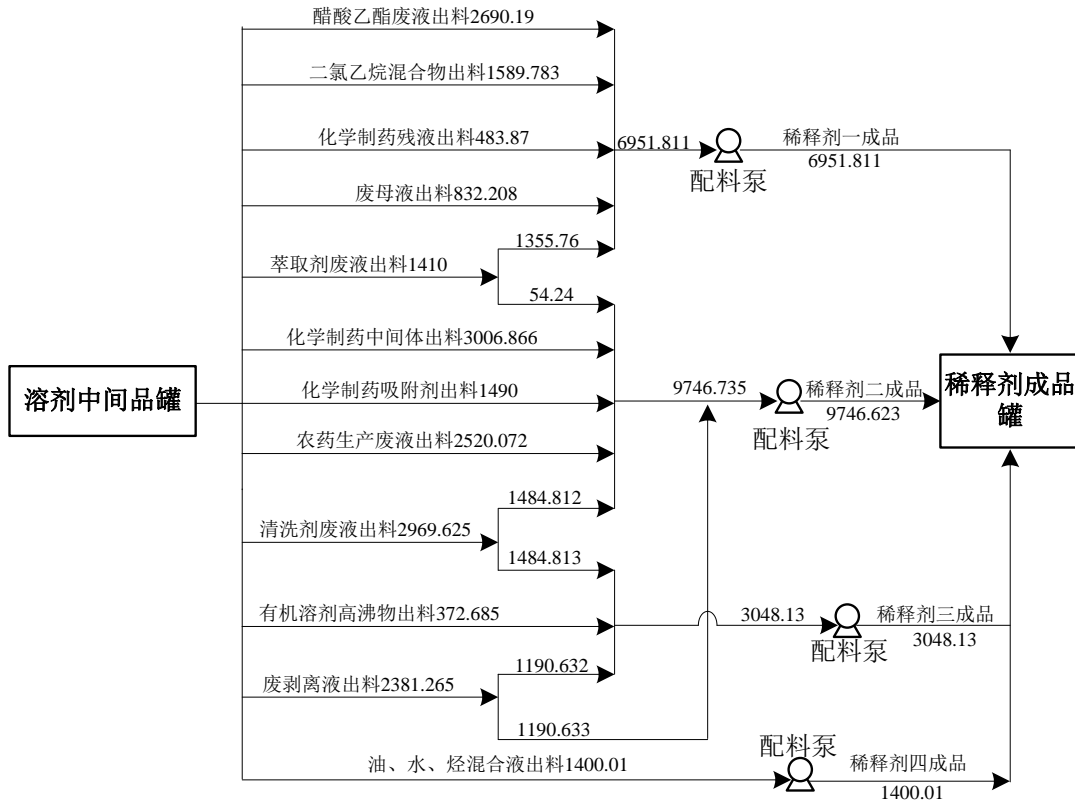 醋酸乙酯废液出料2690.19
二氯乙烷混合物出料1589.783
化学制药残液出料483.87
6951.811
稀释剂一成品
6951.811
配料泵
废母液出料832.208
1355.76
萃取剂废液出料1410
54.24
化学制药中间体出料3006.866
溶剂中间品罐
化学制药吸附剂出料1490
9746.735
稀释剂二成品
9746.623
配料泵
稀释剂成品
罐
农药生产废液出料2520.072
1484.812
清洗剂废液出料2969.625
1484.813
有机溶剂高沸物出料372.685
3048.13
稀释剂三成品
3048.13
配料泵
1190.632
废剥离液出料2381.265
1190.633
配料泵
油、水、烃混合液出料1400.01
稀释剂四成品
1400.01